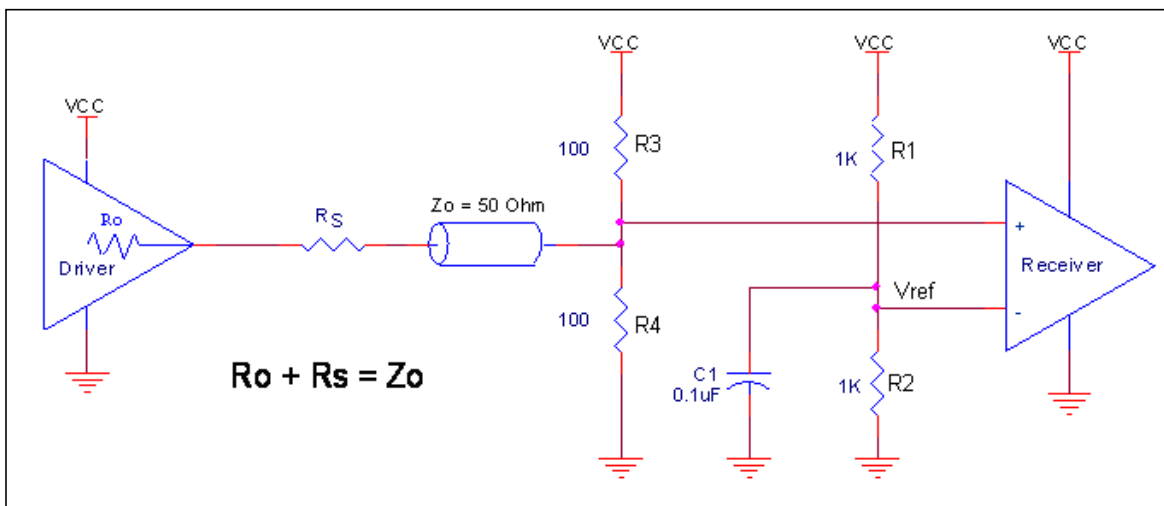 VCC
VCC
VCC
VCC
R3
100
1K
R1
Zo = 50 Ohm
Ro
RS
+
Driver
Receiver
Vref
-
100
R4
Ro + Rs = Zo
C1
0.1uF
1K
R2